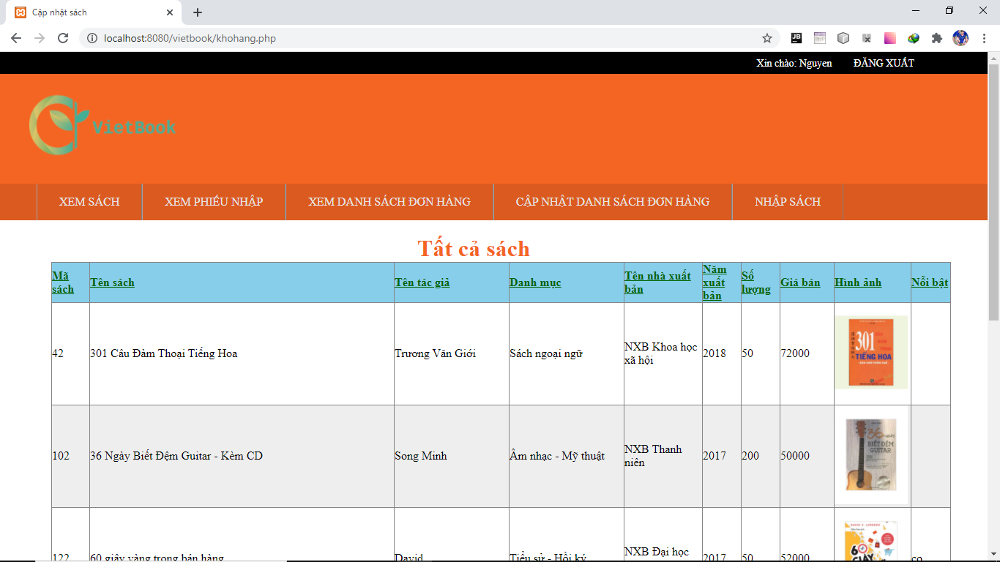 Cập nhật sách
localhost:8080/vietbook/khohang.php
Xin chào: Nguyen ĐĂNG XUẤT
VietBook
XEM SÁCH XEM PHIẾU NHẬP XEM DANH SÁCH ĐƠN HÀNG CẬP NHẬT DANH SÁCH ĐƠN HÀNG NHẬP SÁCH
Tất cả sách
Mã sách Tên sách Tên tác giả Danh mục Tên nhà xuất bản Năm xuất bản Số lượng Giá bán Hình ảnh Nổi bật
42 301 Câu Đàm Thoại Tiếng Hoa Trương Văn Giới Sách ngoại ngữ NXB Khoa học xã hội 2018 50 72000
301
TIẾNG HOA
102 36 Ngày Biết Đệm Guitar - Kèm CD Song Minh Âm nhạc - Mỹ thuật NXB Thanh niên 2017 200 50000
36 ngày
BIẾT ĐỆM
GUITAR
122 60 giây vàng trong bán hàng David Tiểu sử - Hồi ký NXB Đại học 2017 50 52000 co
60
GIÂY